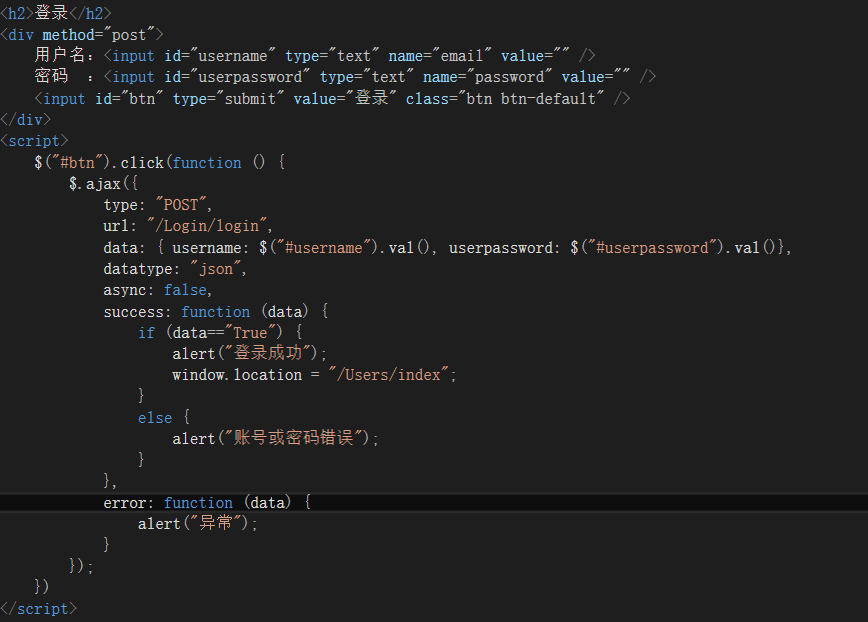 <h2>登录</h2>
<div method="post">
    用户名：<input id="username" type="text" name="email" value="" />
    密码  ：<input id="userpassword" type="text" name="password" value="" />
    <input id="btn" type="submit" value="登录" class="btn btn-default" />
</div>
<script>
    $("#btn").click(function () {
        $.ajax({
            type: "POST",
            url: "/Login/login",
            data: { username: $("#username").val(), userpassword: $("#userpassword").val()},
            datatype: "json",
            async: false,
            success: function (data) {
                if (data=="True") {
                    alert("登录成功");
                    window.location = "/Users/index";
                }
                else {
                    alert("账号或密码错误");
                }
            },
            error: function (data) {
                alert("异常");
            }
        });
    })
</script>